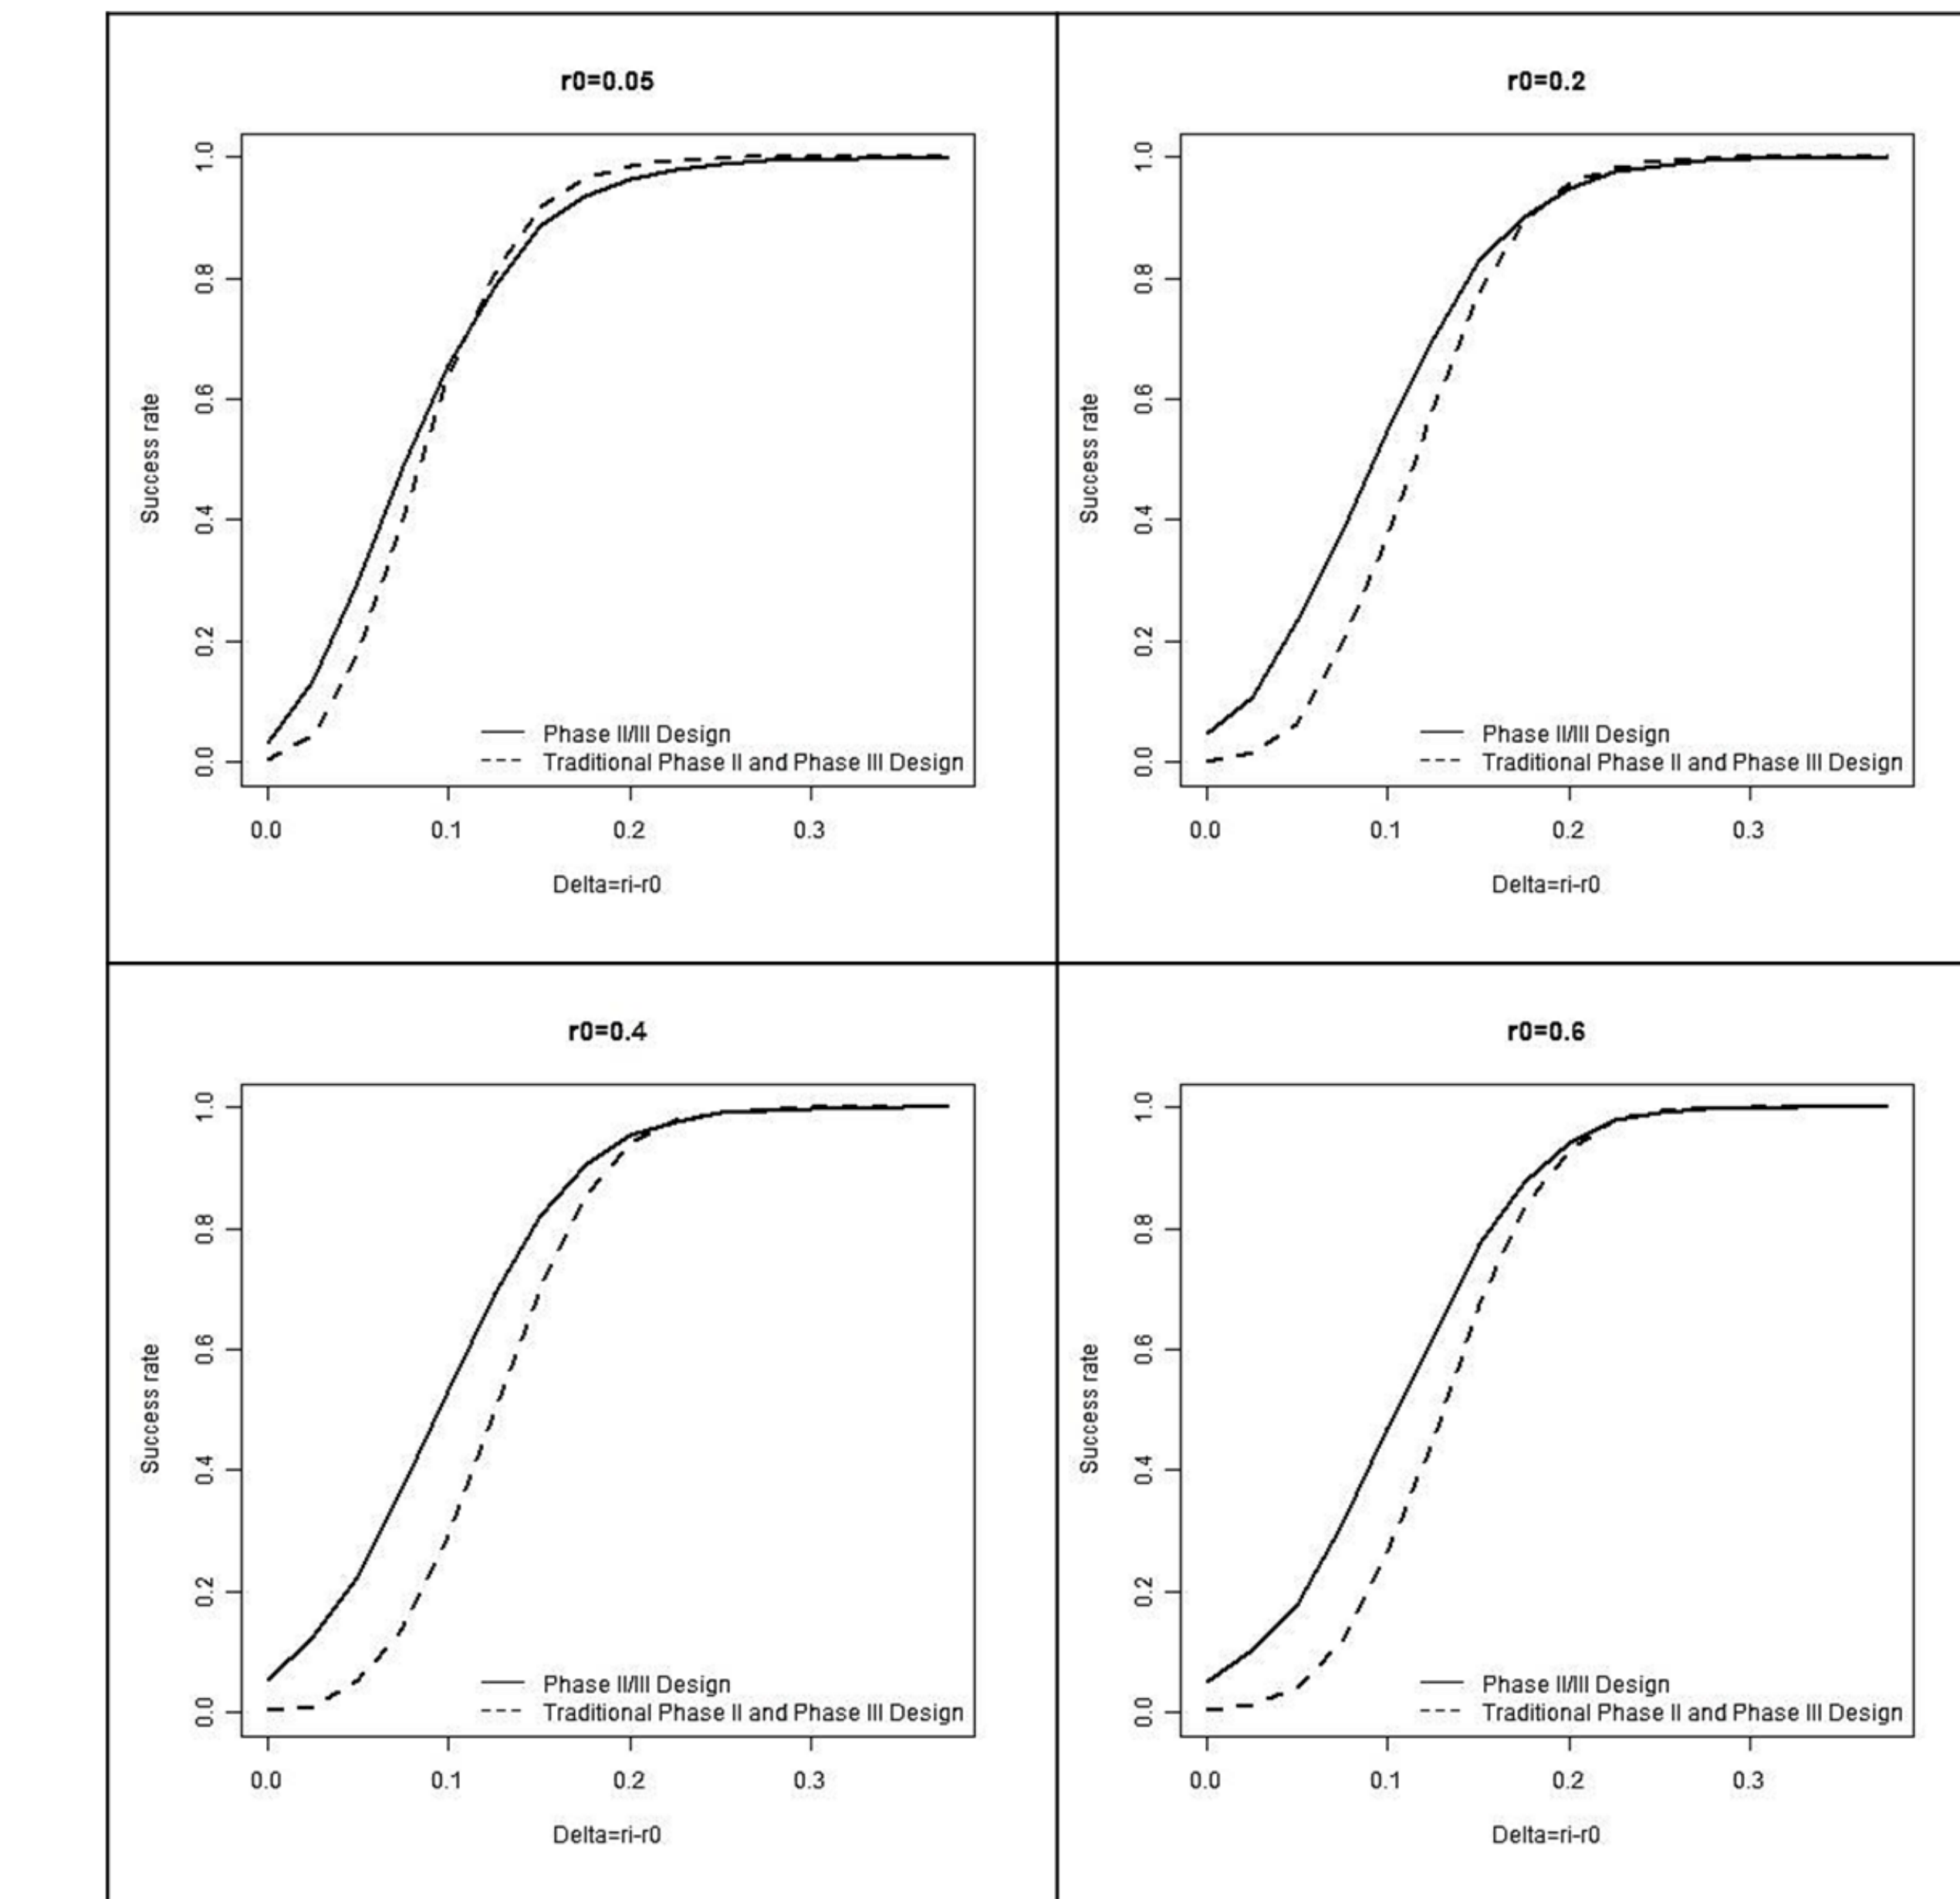 r0=0.05
1.0
0.8
0.6
0.4
0.2
0.0
Success rate
Phase II/III Design
Traditional Phase II and Phase III Design
0.0 0.1 0.2 0.3
Delta=ri-r0
r0=0.2
1.0
0.8
0.6
0.4
0.2
0.0
Success rate
Phase II/III Design
Traditional Phase II and Phase III Design
0.0 0.1 0.2 0.3
Delta=ri-r0
r0=0.4
1.0
0.8
0.6
0.4
0.2
0.0
Success rate
Phase II/III Design
Traditional Phase II and Phase III Design
0.0 0.1 0.2 0.3
Delta=ri-r0
r0=0.6
1.0
0.8
0.6
0.4
0.2
0.0
Success rate
Phase II/III Design
Traditional Phase II and Phase III Design
0.0 0.1 0.2 0.3
Delta=ri-r0